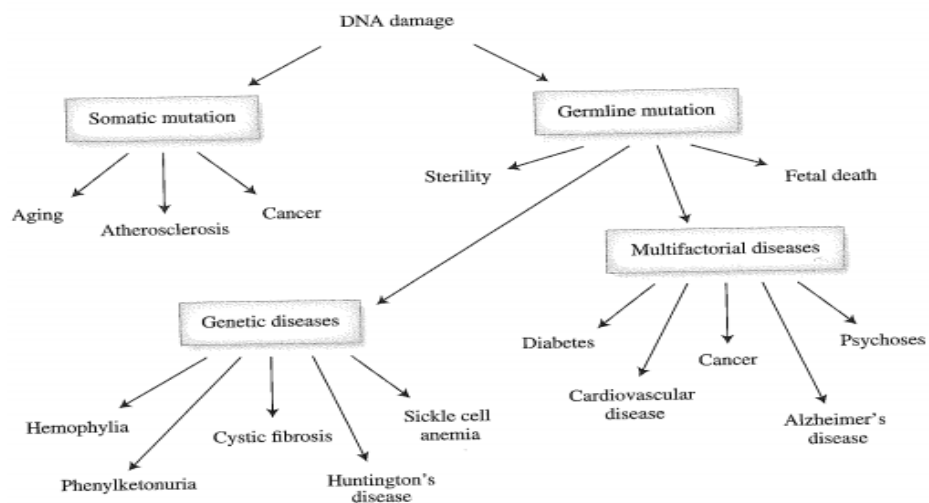 DNA damage
Somatic mutation
Germline mutation
Sterility
Fetal death
Aging
Atherosclerosis
Cancer
Multifactorial diseases
Genetic diseases
Diabetes
Cardiovascular
disease
Cancer
Alzheimer's
disease
Psychoses
Hemophylia
Phenylketonuria
Cystic fibrosis
Huntington's
disease
Sickle cell
anemia